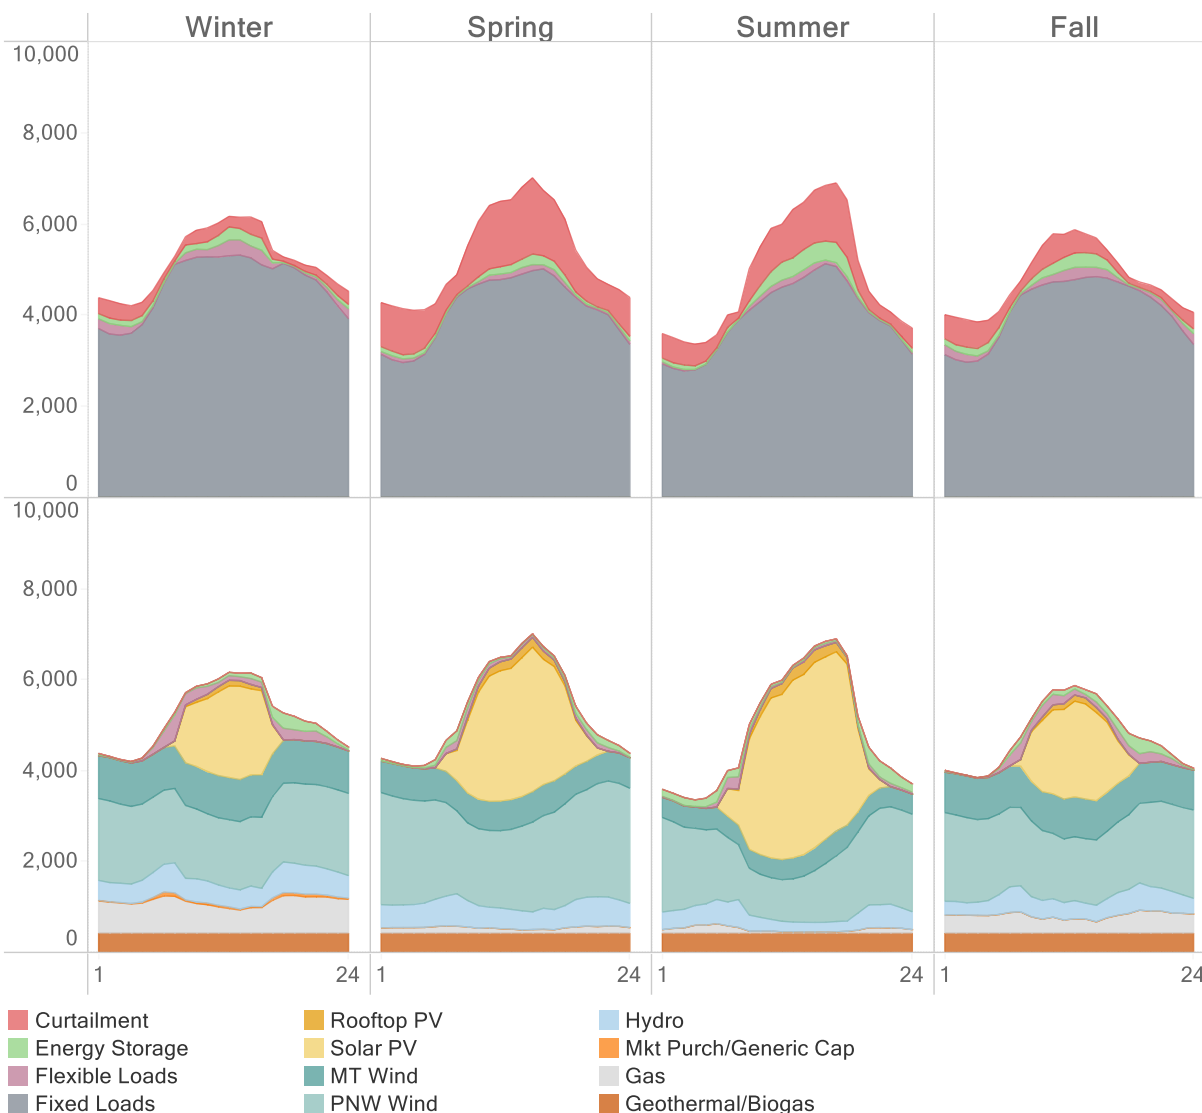 Winter Spring Summer Fall
10,000
8,000
6,000
4,000
2,000
0
10,000
8,000
6,000
4,000
2,000
0
1 24 1 24 1 24 1 24
Curtailment Rooftop PV Hydro
Energy Storage Solar PV Mkt Purch/Generic Cap
Flexible Loads MT Wind Gas
Fixed Loads PNW Wind Geothermal/Biogas